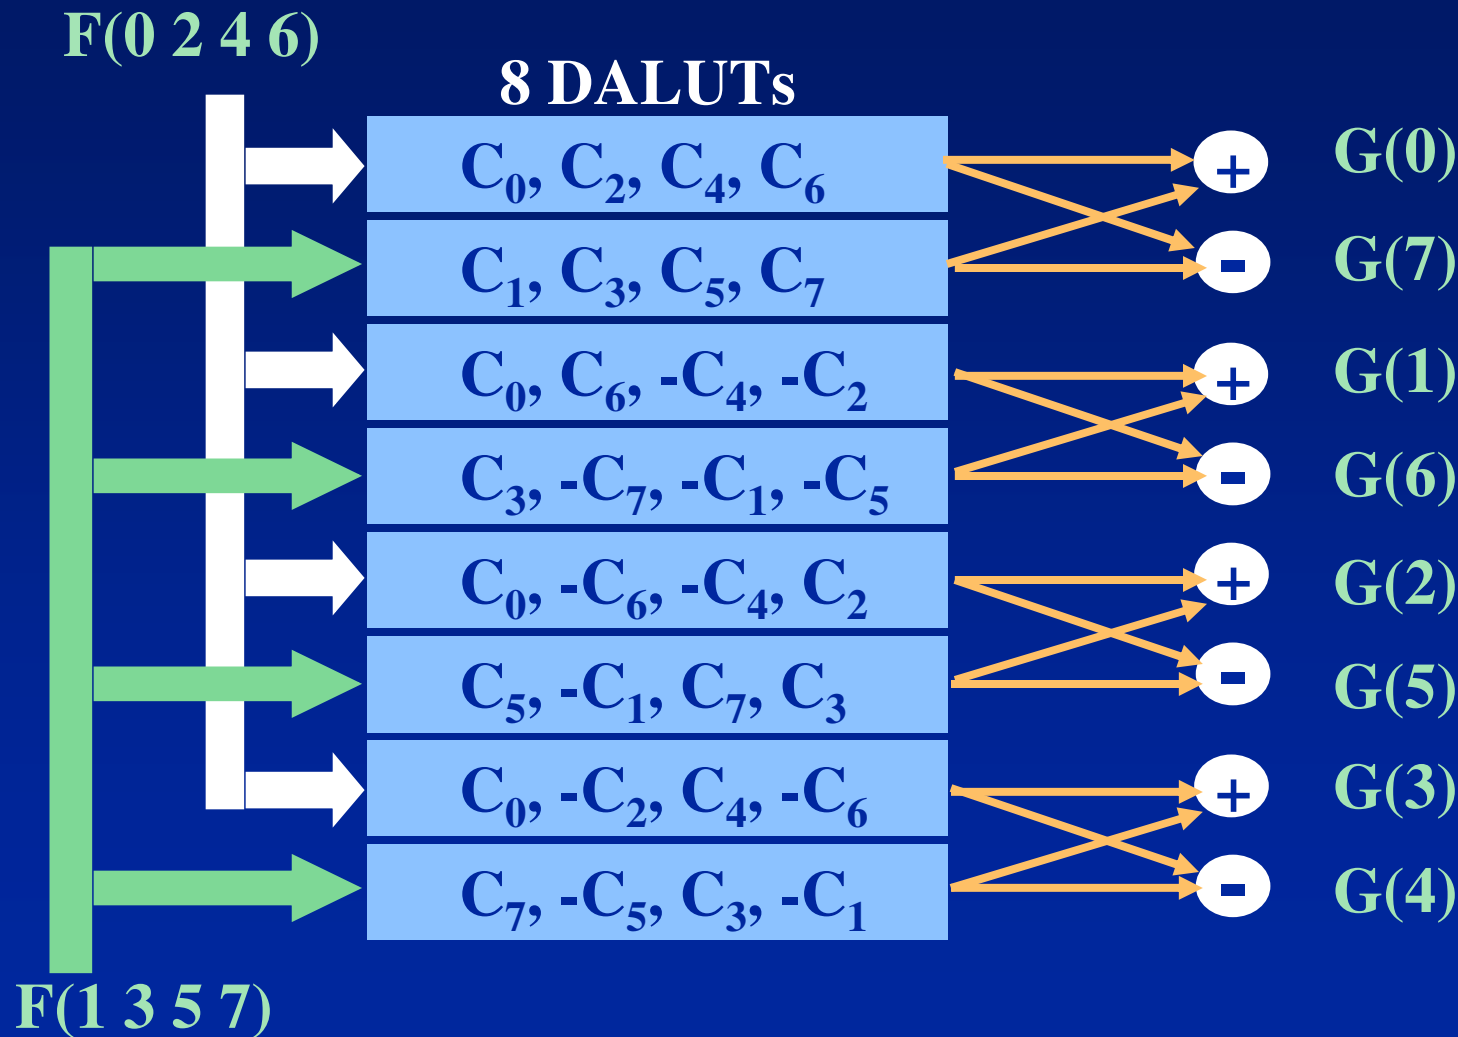 F(0 2 4 6)
8 DALUTs
C₀, C₂, C₄, C₆
+
G(0)
C₁, C₃, C₅, C₇
-
G(7)
C₀, C₆, -C₄, -C₂
+
G(1)
C₃, -C₇, -C₁, -C₅
-
G(6)
C₀, -C₆, -C₄, C₂
+
G(2)
C₅, -C₁, C₇, C₃
-
G(5)
C₀, -C₂, C₄, -C₆
+
G(3)
C₇, -C₅, C₃, -C₁
-
G(4)
F(1 3 5 7)